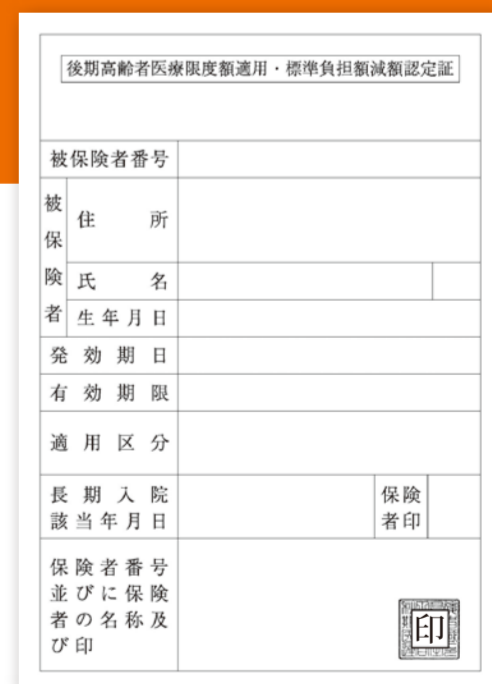 後期高齢者医療限度額適用・標準負担額減額認定証
被保険者番号
被保険者
住所
氏名
生年月日
発効期日
有効期限
適用区分
長期入院
該当年月日
保険
者印
保険者番号
並びに保険
者の名称及
び印
印